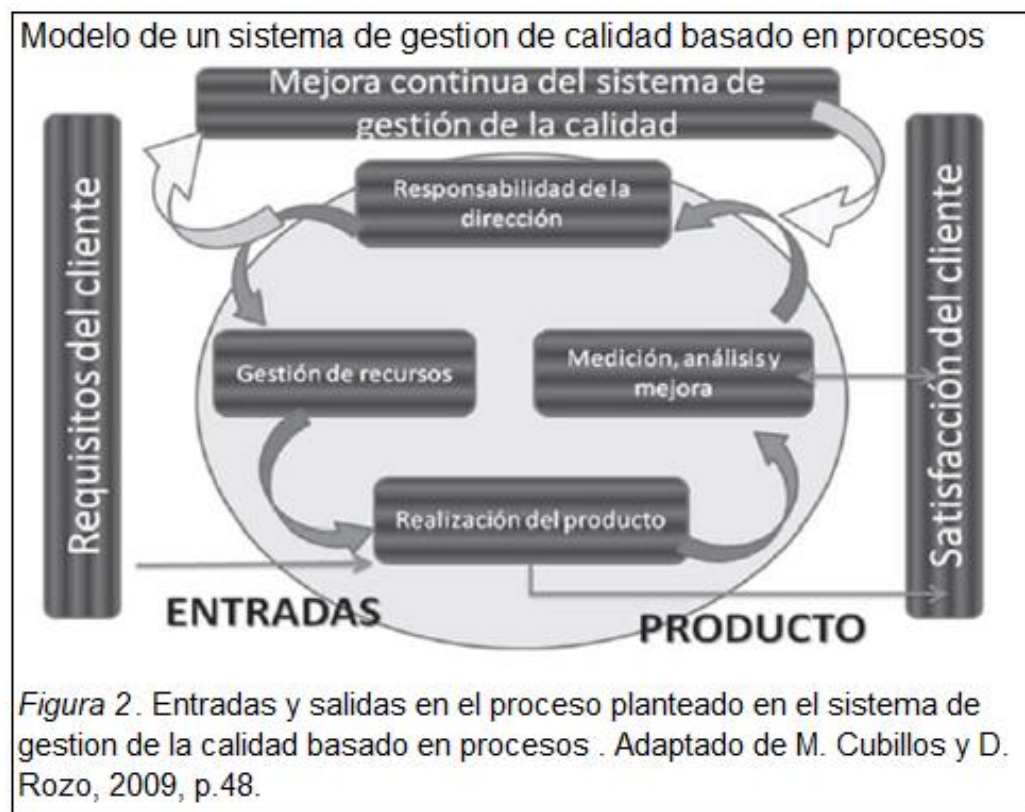 Modelo de un sistema de gestion de calidad basado en procesos
Mejora continua del sistema de
gestión de la calidad
Requisitos del cliente
Responsabilidad de la
dirección
Gestión de recursos
Medición, análisis y
mejora
Realización del producto
Satisfacción del cliente
ENTRADAS
PRODUCTO
Figura 2. Entradas y salidas en el proceso planteado en el sistema de
gestion de la calidad basado en procesos . Adaptado de M. Cubillos y D.
Rozo, 2009, p.48.